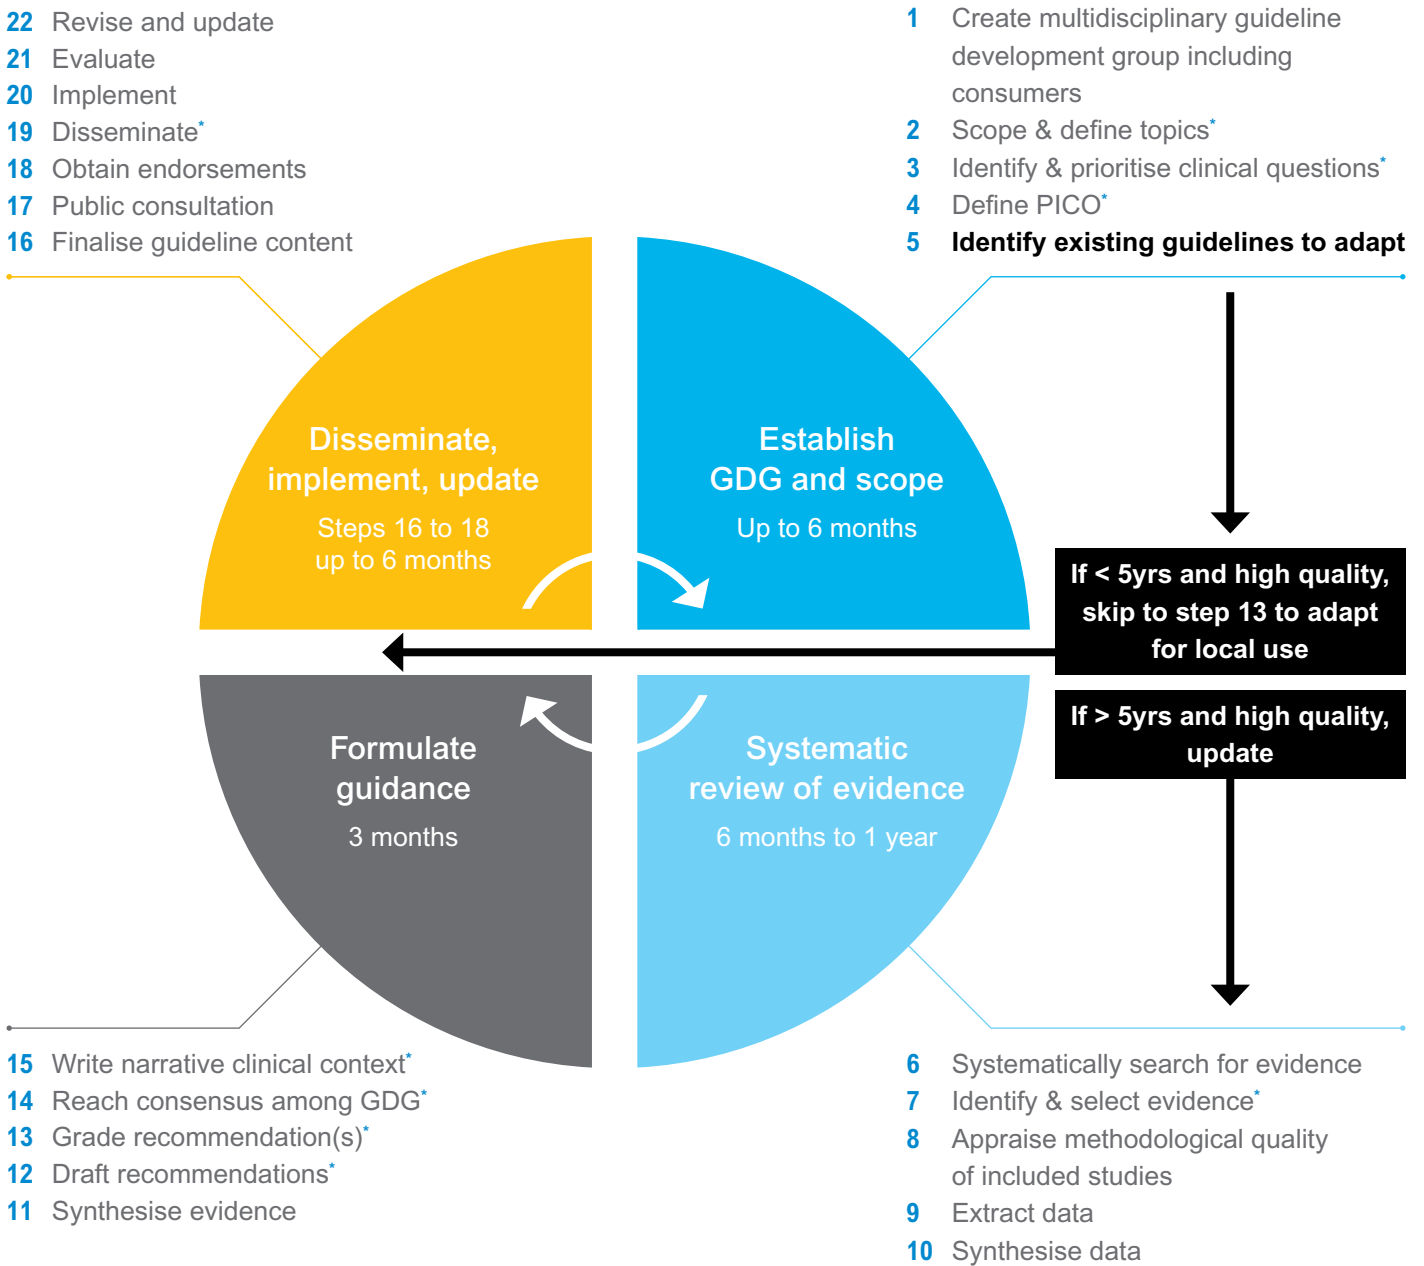 22 Revise and update
21 Evaluate
20 Implement
19 Disseminate*
18 Obtain endorsements
17 Public consultation
16 Finalise guideline content
1 Create multidisciplinary guideline
development group including
consumers
2 Scope & define topics*
3 Identify & prioritise clinical questions*
4 Define PICO*
5 Identify existing guidelines to adapt
Disseminate,
implement, update
Steps 16 to 18
up to 6 months
Establish
GDG and scope
Up to 6 months
If < 5yrs and high quality,
skip to step 13 to adapt
for local use
If > 5yrs and high quality,
update
Formulate
guidance
3 months
Systematic
review of evidence
6 months to 1 year
15 Write narrative clinical context*
14 Reach consensus among GDG*
13 Grade recommendation(s)*
12 Draft recommendations*
11 Synthesise evidence
6 Systematically search for evidence
7 Identify & select evidence*
8 Appraise methodological quality
of included studies
9 Extract data
10 Synthesise data